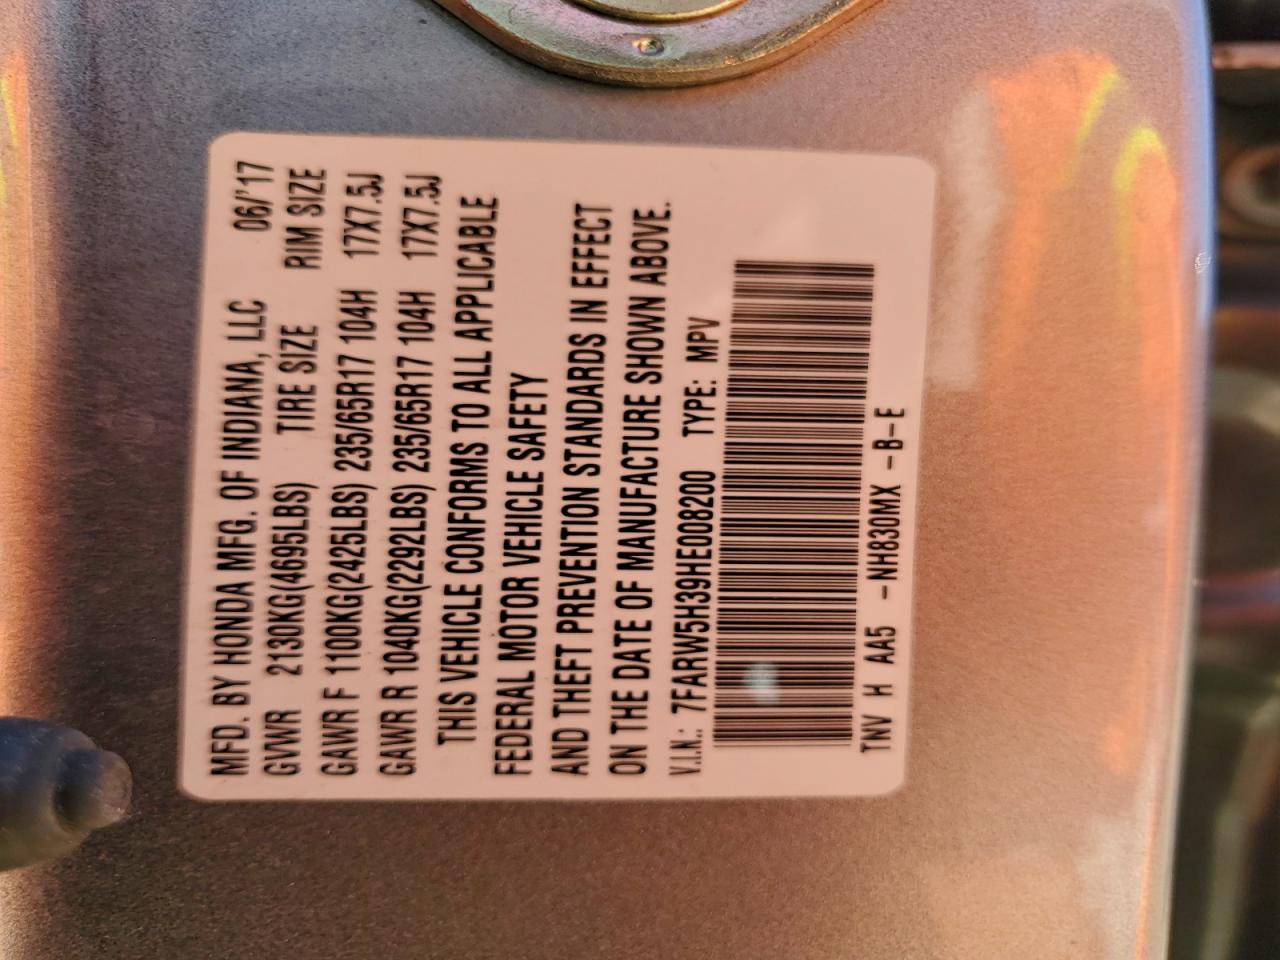 MFD. BY HONDA MFG. OF INDIANA, LLC 06/'17
GVWR 2130KG(4695LBS) TIRE SIZE RIM SIZE
GAWR F 1100KG(2425LBS) 235/65R17 104H 17X7.5J
GAWR R 1040KG(2292LBS) 235/65R17 104H 17X7.5J
THIS VEHICLE CONFORMS TO ALL APPLICABLE
FEDERAL MOTOR VEHICLE SAFETY
AND THEFT PREVENTION STANDARDS IN EFFECT
ON THE DATE OF MANUFACTURE SHOWN ABOVE.
V.I.N.: 7FARW5H39HE008200 TYPE: MPV
TNV H AA5 -NH830MX -B-E